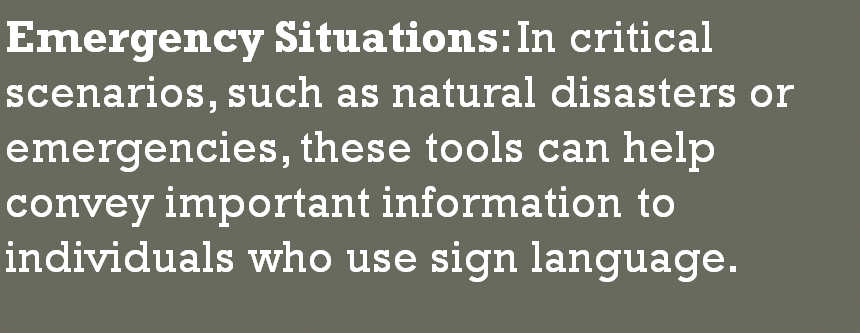 Emergency Situations: In critical
scenarios, such as natural disasters or
emergencies, these tools can help
convey important information to
individuals who use sign language.